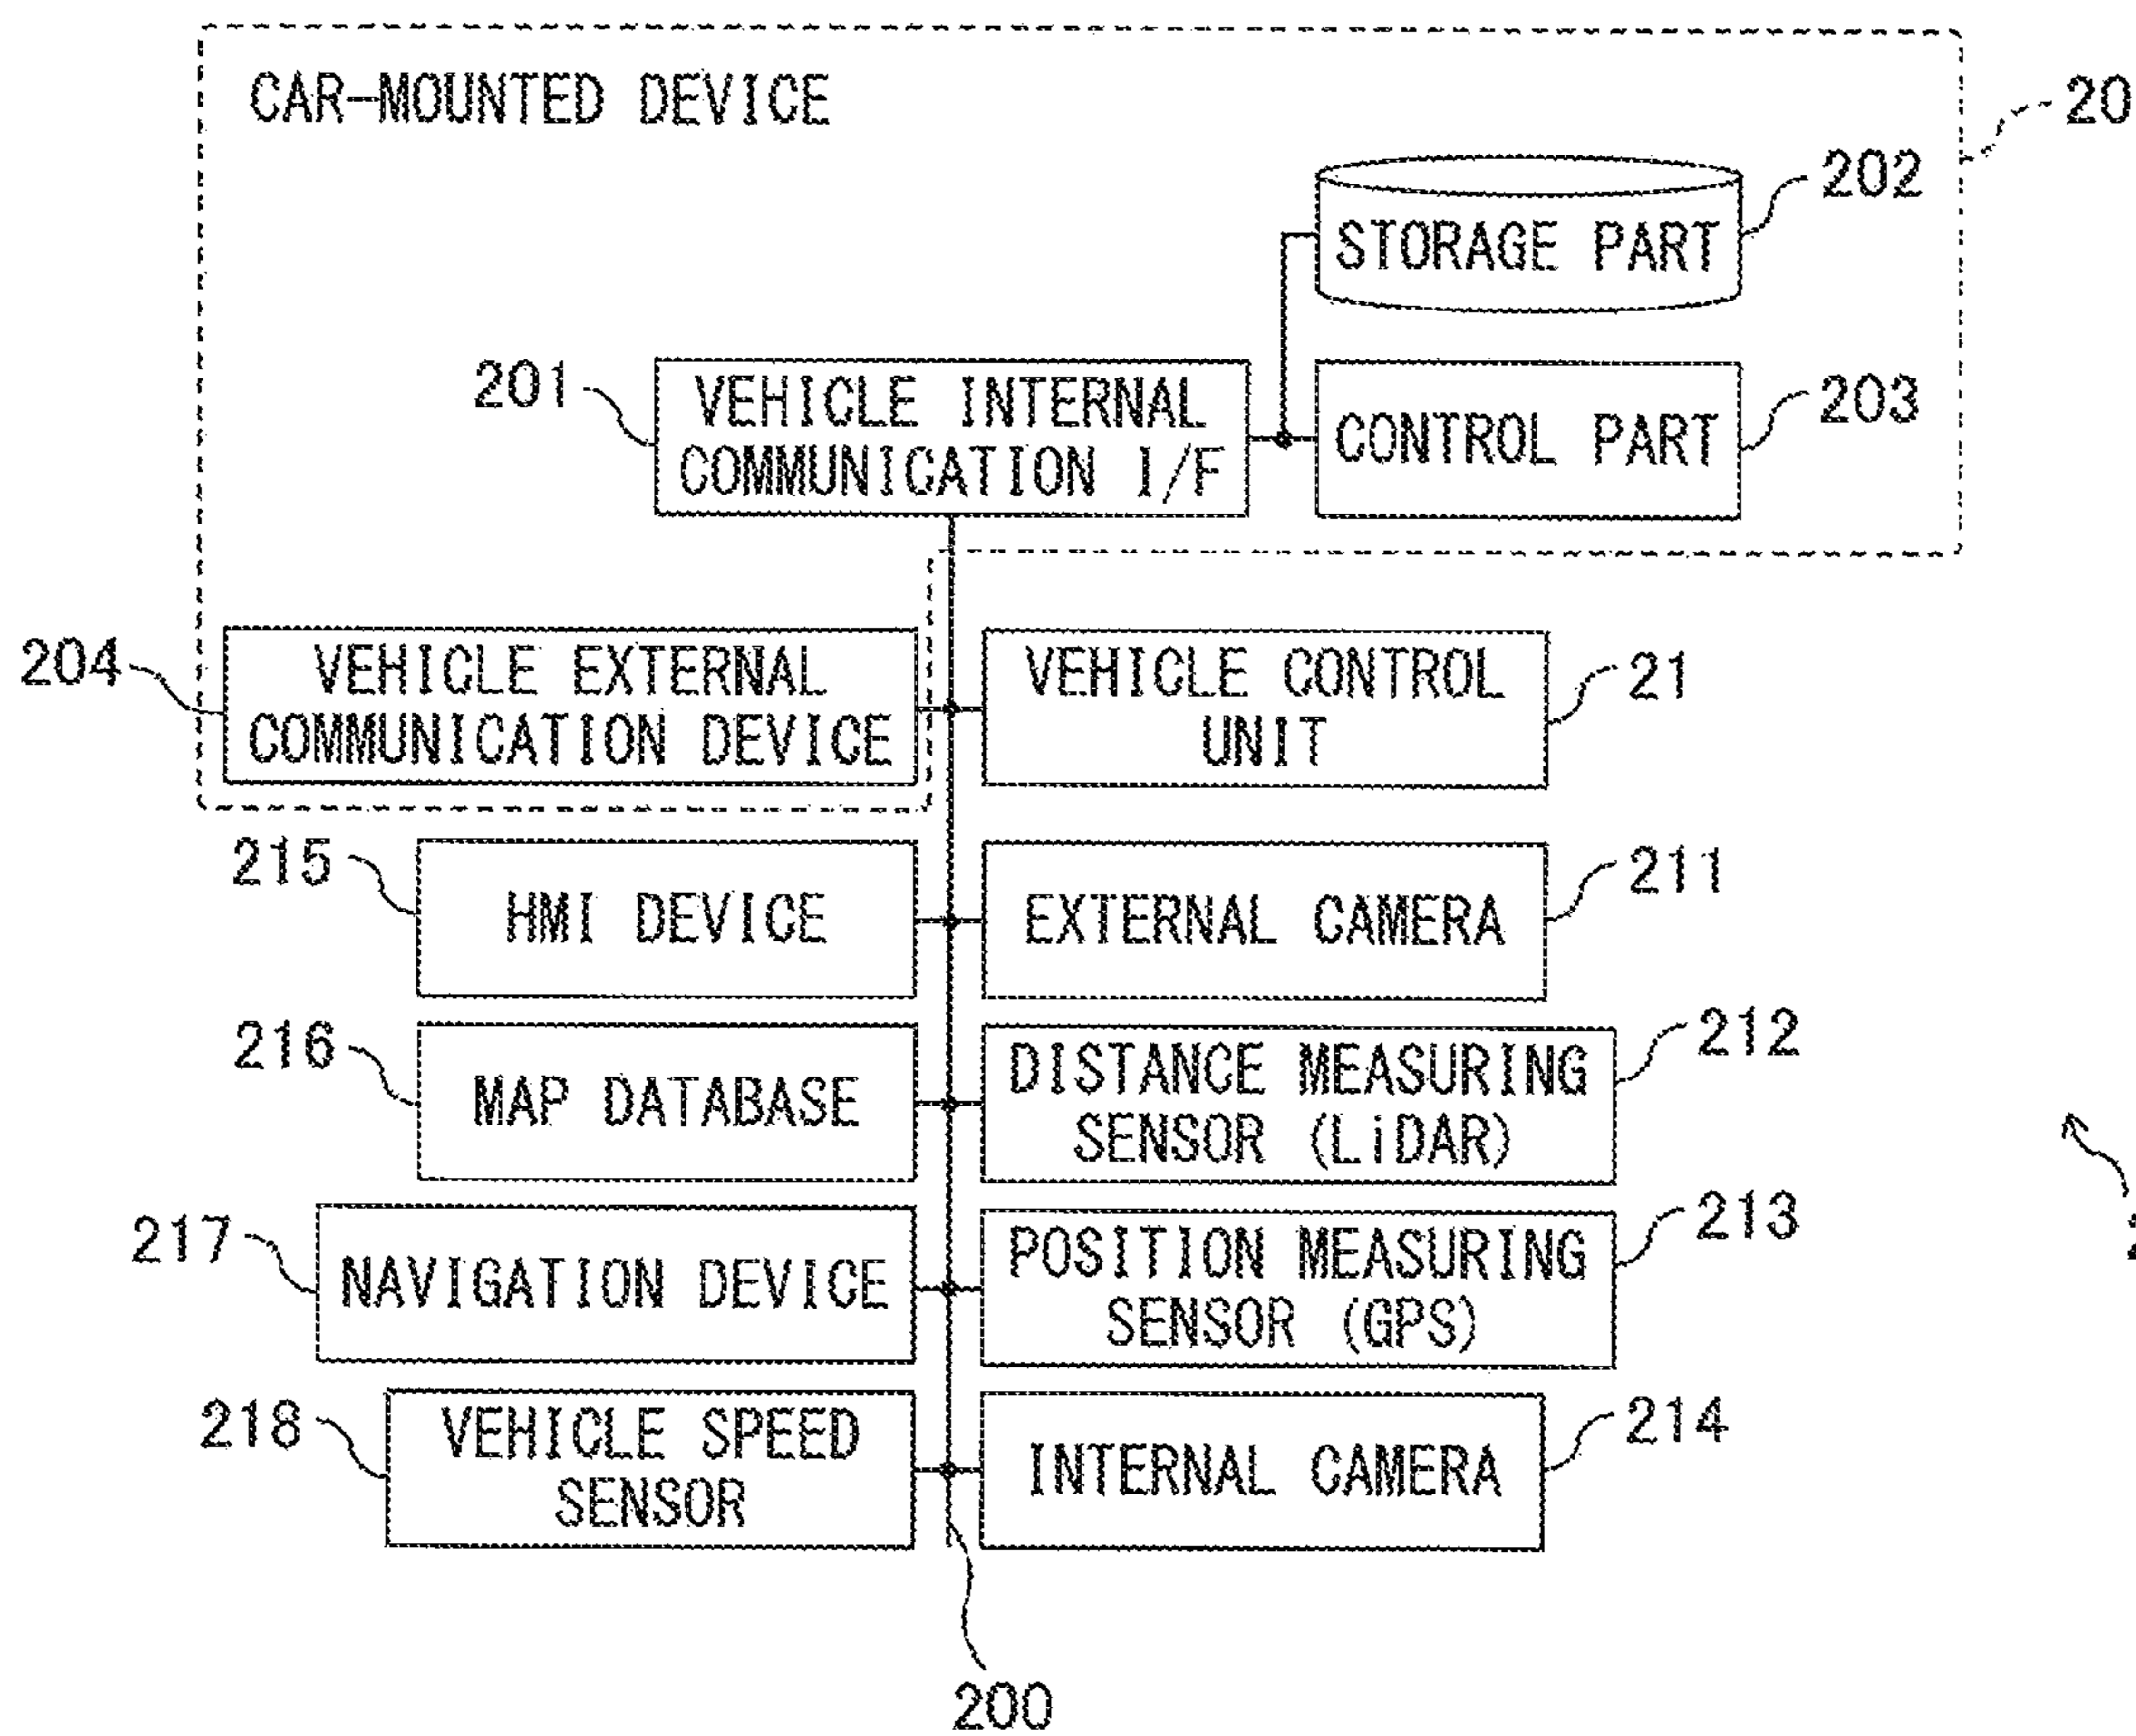 CAR-MOUNTED DEVICE
20
202
STORAGE PART
201
VEHICLE INTERNAL
COMMUNICATION I/F
203
CONTROL PART
204
VEHICLE EXTERNAL
COMMUNICATION DEVICE
21
VEHICLE CONTROL
UNIT
215
HMI DEVICE
211
EXTERNAL CAMERA
216
MAP DATABASE
212
DISTANCE MEASURING
SENSOR (LiDAR)
217
NAVIGATION DEVICE
213
POSITION MEASURING
SENSOR (GPS)
218
VEHICLE SPEED
SENSOR
214
INTERNAL CAMERA
200